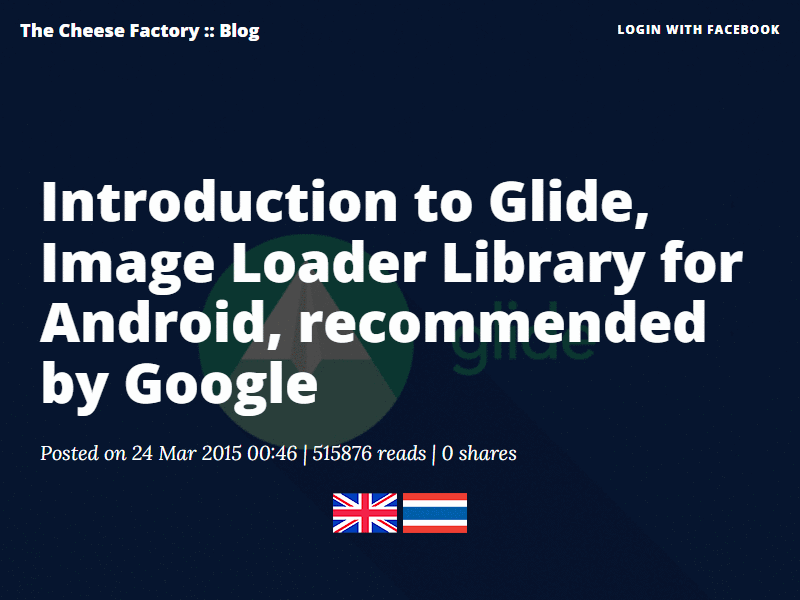 The Cheese Factory :: Blog
LOGIN WITH FACEBOOK
Introduction to Glide,
Image Loader Library for
Android, recommended
by Google
glide
Posted on 24 Mar 2015 00:46 | 515876 reads | 0 shares